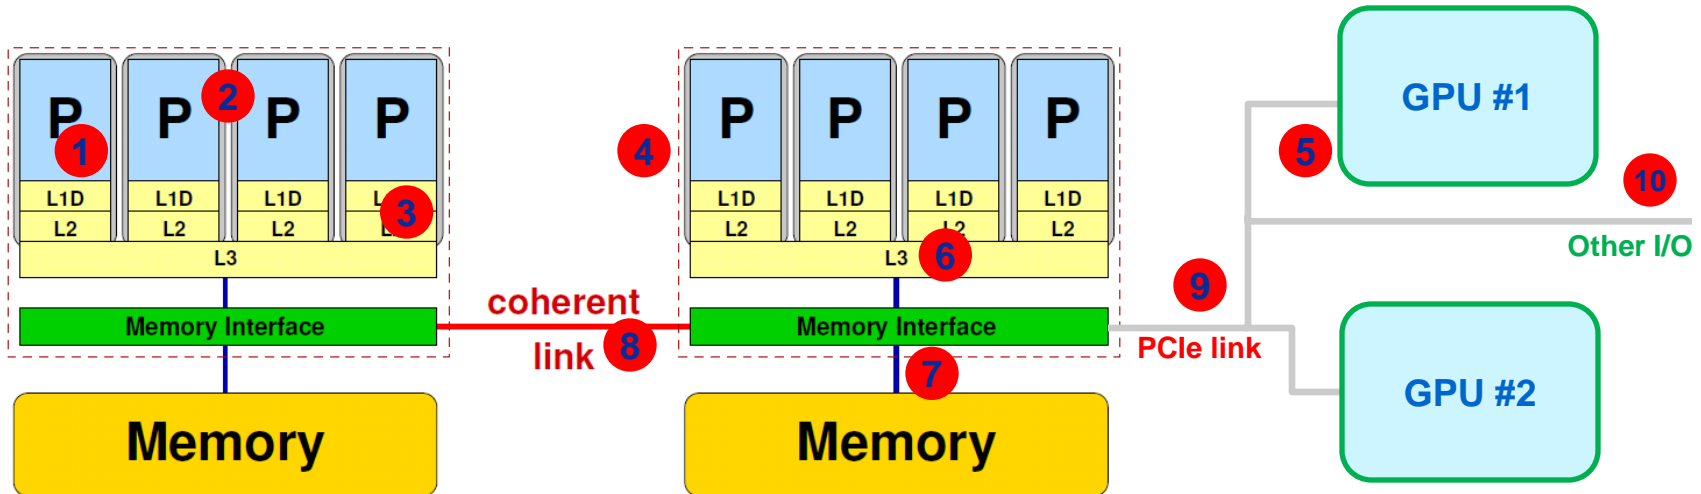 P P P P
1
2
L1D L1D L1D L1D
L2 L2 L2
3
L3
Memory Interface
Memory
coherent
link
8
4
P P P P
L1D L1D L1D L1D
L2 L2 L2 L2
L3
6
Memory Interface
7
Memory
PCIe link
9
5
GPU #1
10
Other I/O
GPU #2